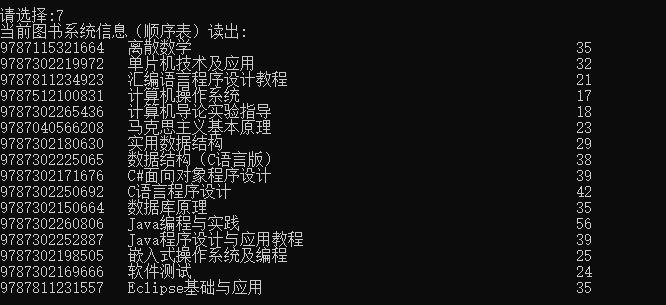 请选择:7
当前图书系统信息（顺序表）读出:
9787115321664 离散数学 35
9787302219972 单片机技术及应用 32
9787811234923 汇编语言程序设计教程 21
9787512100831 计算机操作系统 17
9787302265436 计算机导论实验指导 18
9787040566208 马克思主义基本原理 23
9787302180630 实用数据结构 29
9787302225065 数据结构（C语言版） 38
9787302171676 C#面向对象程序设计 39
9787302250692 C语言程序设计 42
9787302150664 数据库原理 35
9787302260806 Java编程与实践 56
9787302252887 Java程序设计与应用教程 39
9787302198505 嵌入式操作系统及编程 25
9787302169666 软件测试 24
9787811231557 Eclipse基础与应用 35